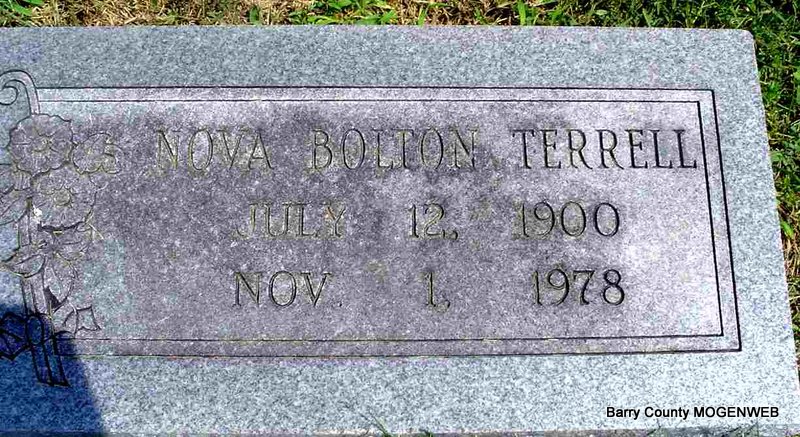 NOVA BOLTON TERRELL
JULY 12, 1900
NOV. 1, 1978
Barry County MOGENWEB